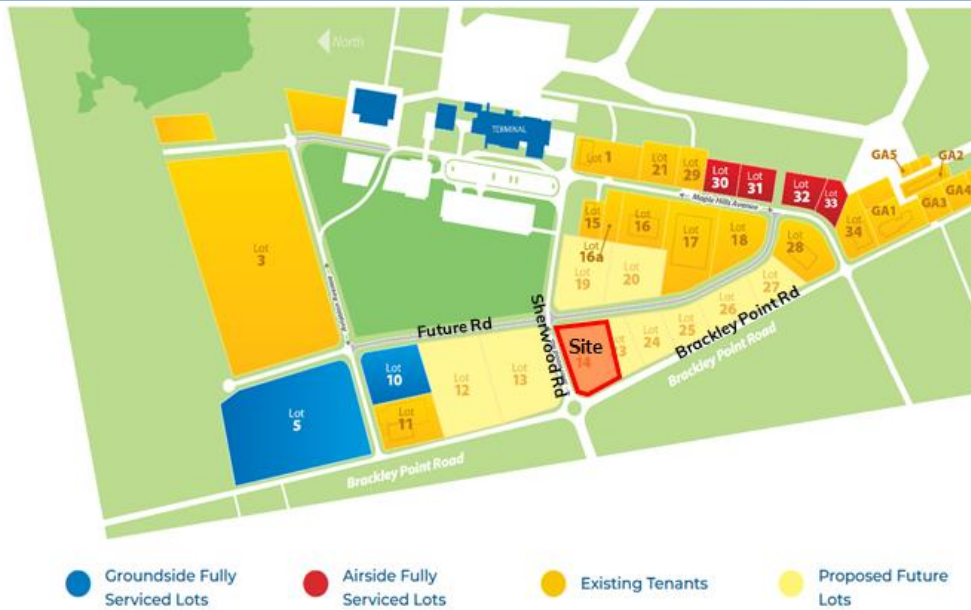 North
TERMINAL
Lot
1
Lot
21
Lot
29
Lot
30
Lot
31
Lot
32
Lot
33
GA5
GA2
GA4
GA1
GA3
Lot
34
Maple Hills Avenue
Lot
3
Lot
15
Lot
16
Lot
16a
Lot
17
Lot
18
Lot
28
Lot
19
Lot
20
Lot
27
Lot
26
Lot
25
Lot
24
Future Rd
Sherwood Rd
Site
14
Brackley Point Rd
Brackley Point Road
Lot
10
Lot
11
Lot
12
Lot
13
Lot
5
Brackley Point Road
Groundside Fully
Serviced Lots
Airside Fully
Serviced Lots
Existing Tenants
Proposed Future
Lots